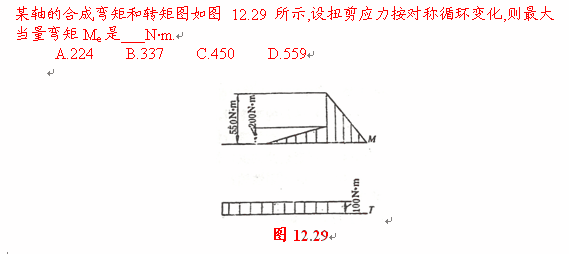 某轴的合成弯矩和转矩图如图 12.29 所示,设扭剪应力按对称循环变化,则最大
当量弯矩 Me 是___N·m.
A.224 B.337 C.450 D.559
550N·m
200N·m
M
100N·m
T
图 12.29